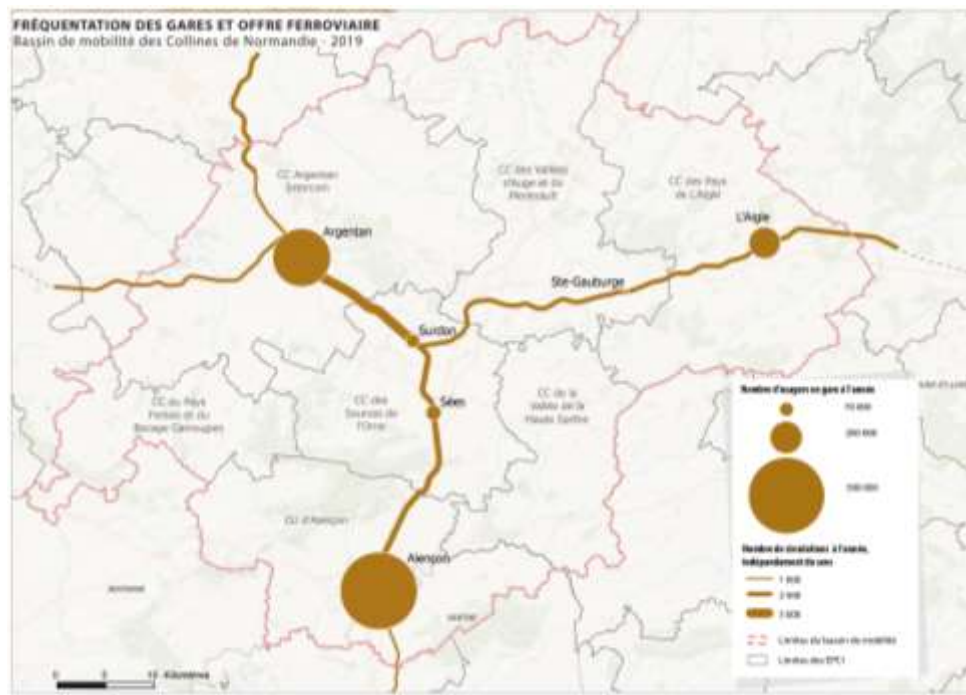 FRÉQUENTATION DES GARES ET OFFRE FERROVIAIRE
Bassin de mobilité des Collines de Normandie - 2019
CC Argentan
Intercom
CC des Vallées
d'Auge et du
Merlerault
CC des Pays
de L'Aigle
L'Aigle
Argentan
Ste-Gauburge
Surdon
Sées
CC du Pays
Fertois et du
Bocage Carrougien
CC des
Sources de
l'Orne
CC de la
Vallée de la
Haute Sarthe
CU d'Alençon
Alençon
Nombre d'usagers en gare à l'année
Nombre de circulations à l'année,
indépendamment du sens
Limites du bassin de mobilité
Limites des EPCI
0 5 10 Kilomètres